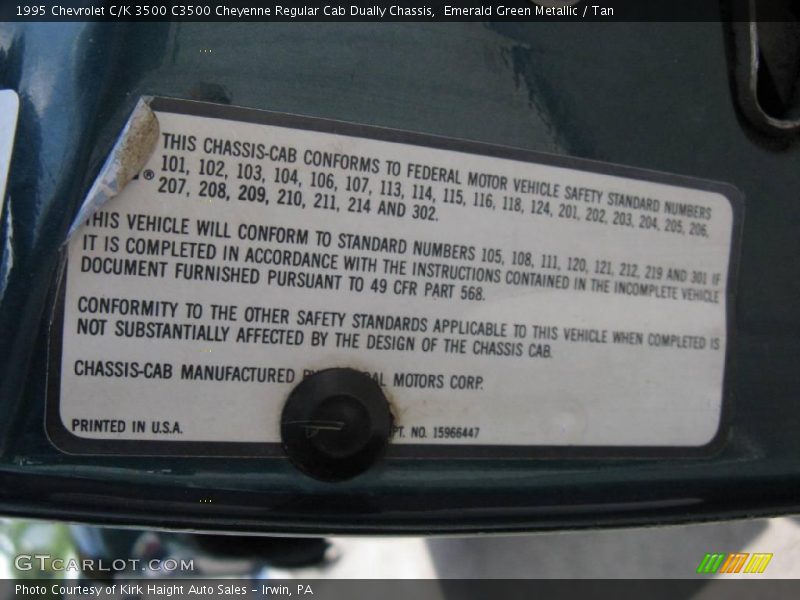 1995 Chevrolet C/K 3500 C3500 Cheyenne Regular Cab Dually Chassis, Emerald Green Metallic / Tan
THIS CHASSIS-CAB CONFORMS TO FEDERAL MOTOR VEHICLE SAFETY STANDARD NUMBERS
® 101, 102, 103, 104, 106, 107, 113, 114, 115, 116, 118, 124, 201, 202, 203, 204, 205, 206,
207, 208, 209, 210, 211, 214 AND 302.
THIS VEHICLE WILL CONFORM TO STANDARD NUMBERS 105, 108, 111, 120, 121, 212, 219 AND 301 IF
IT IS COMPLETED IN ACCORDANCE WITH THE INSTRUCTIONS CONTAINED IN THE INCOMPLETE VEHICLE
DOCUMENT FURNISHED PURSUANT TO 49 CFR PART 568.
CONFORMITY TO THE OTHER SAFETY STANDARDS APPLICABLE TO THIS VEHICLE WHEN COMPLETED IS
NOT SUBSTANTIALLY AFFECTED BY THE DESIGN OF THE CHASSIS CAB.
CHASSIS-CAB MANUFACTURED MOTORS CORP.
PRINTED IN U.S.A. PT. NO. 15966447
GTCARLOT.COM
Photo Courtesy of Kirk Haight Auto Sales - Irwin, PA